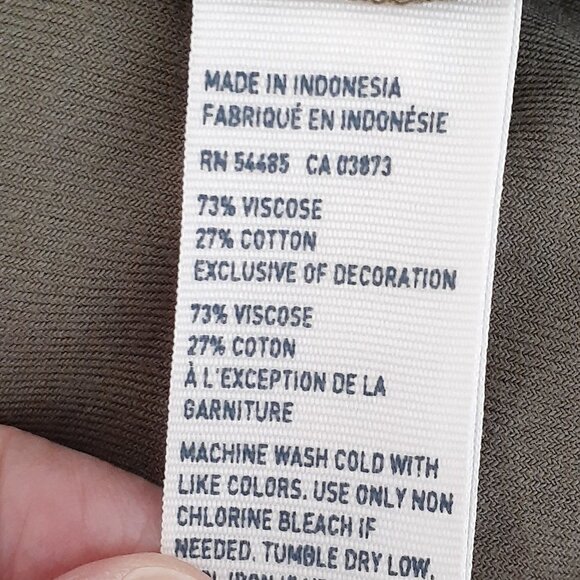 MADE IN INDONESIA
FABRIQUÉ EN INDONÉSIE
RN 54485 CA 03873
73% VISCOSE
27% COTTON
EXCLUSIVE OF DECORATION
73% VISCOSE
27% COTON
À L'EXCEPTION DE LA
GARNITURE
MACHINE WASH COLD WITH
LIKE COLORS. USE ONLY NON
CHLORINE BLEACH IF
NEEDED. TUMBLE DRY LOW.